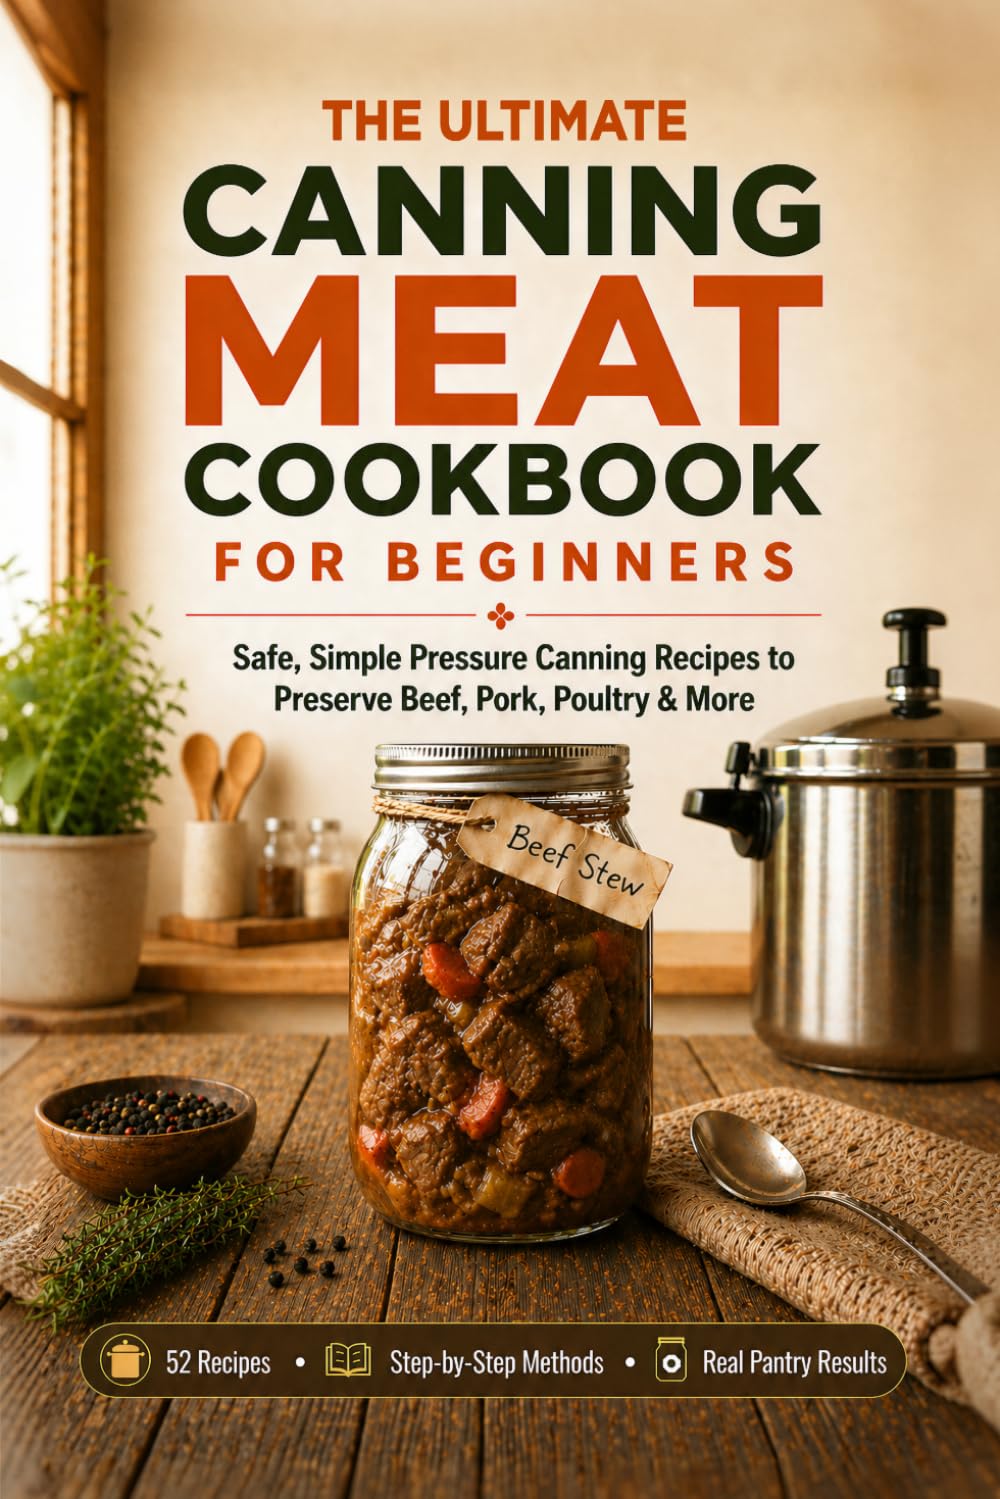 THE ULTIMATE
CANNING
MEAT
COOKBOOK
FOR BEGINNERS
Safe, Simple Pressure Canning Recipes to
Preserve Beef, Pork, Poultry & More
Beef Stew
52 Recipes • Step-by-Step Methods • Real Pantry Results